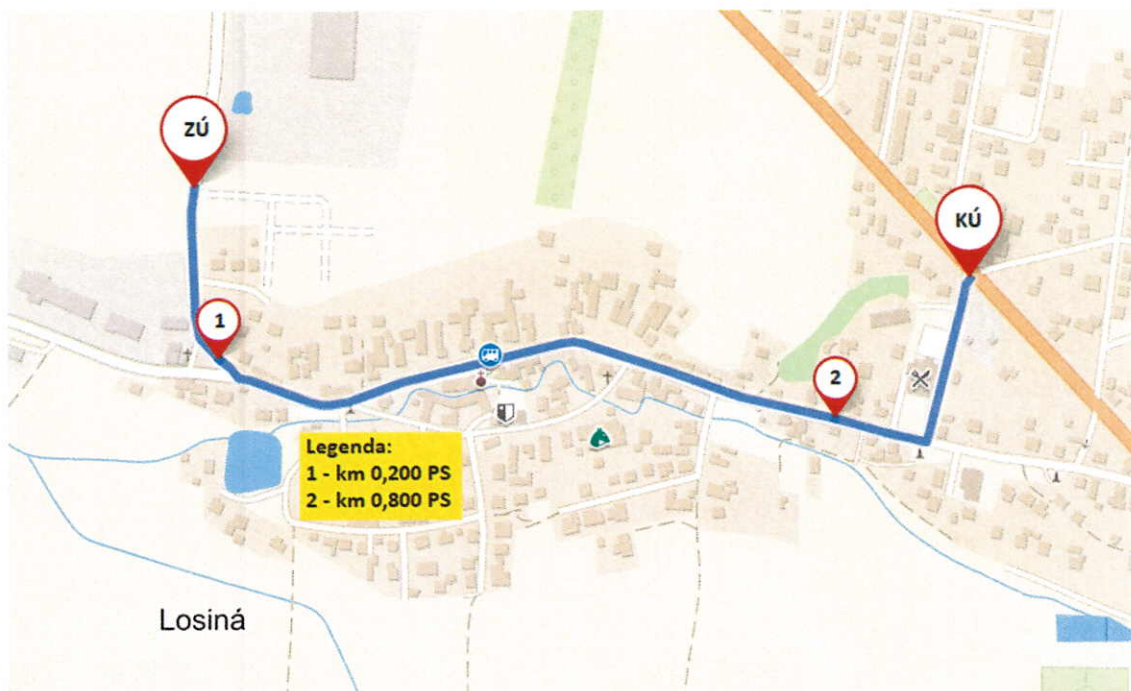 ZÚ
KÚ
1
2
Legenda:
1 - km 0,200 PS
2 - km 0,800 PS
Losiná